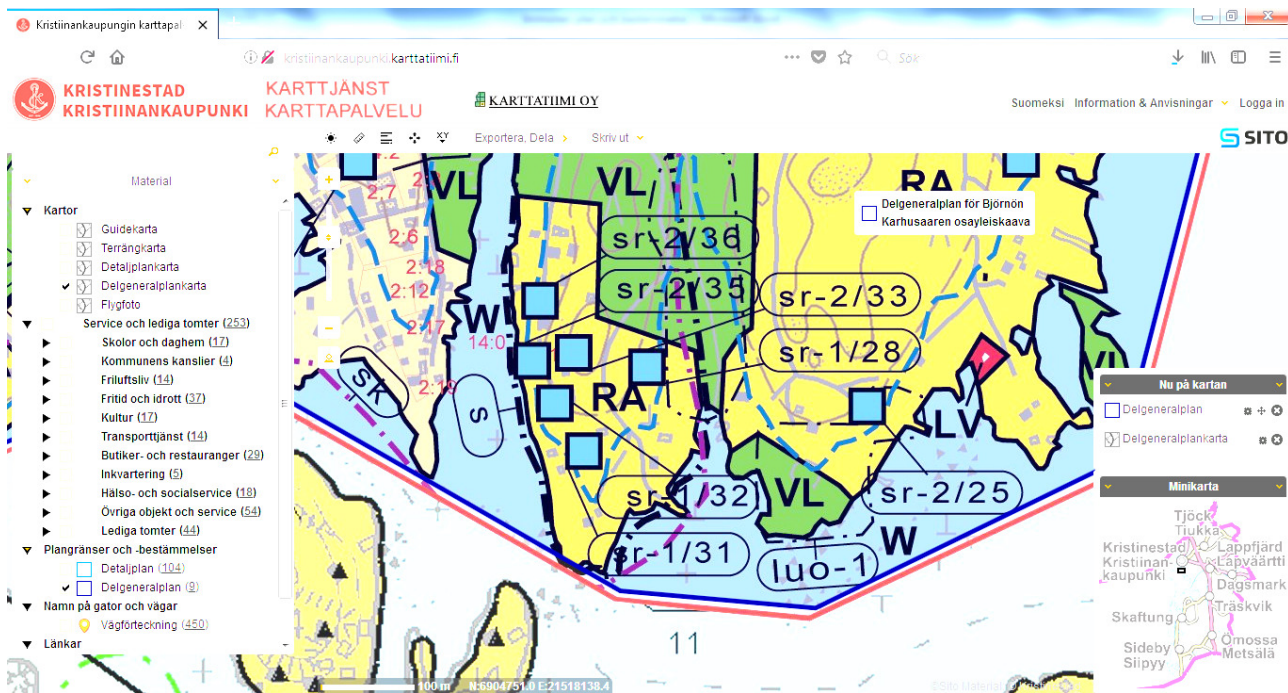 Kristiinankaupungin karttapal
kristiinankaupunki.karttatiimi.fi
Sök
KRISTINESTAD
KRISTIINANKAUPUNKI
KARTTJÄNST
KARTTAPALVELU
KARTTATIIMI OY
Suomeksi Information & Anvisningar Logga in
XY Exportera, Dela Skriv ut
SITO
Material
Kartor
Guidekarta
Terrängkarta
Detaljplankarta
Delgeneralplankarta
Flygfoto
Service och lediga tomter (253)
Skolor och daghem (17)
Kommunens kanslier (4)
Friluftsliv (14)
Fritid och idrott (37)
Kultur (17)
Transporttjänst (14)
Butiker- och restauranger (29)
Inkvartering (5)
Hälso- och socialservice (18)
Övriga objekt och service (54)
Lediga tomter (44)
Plangränser och -bestämmelser
Detaljplan (104)
Delgeneralplan (9)
Namn på gator och vägar
Vägförteckning (450)
Länkar
2:7
2:6
2:18
2:12
2:17
14:0
2:19
VL
VL
RA
Delgeneralplan för Björnön
Karhusaaren osayleiskaava
sr-2/36
sr-2/35
sr-2/33
sr-1/28
W
sk
s
RA
LV
VL
sr-1/32
VL
sr-2/25
sr-1/31
luo-1
W
11
100 m N:6904751.0 E:21518138.4
Nu på kartan
Delgeneralplan
Delgeneralplankarta
Minikarta
Tjöck
Tiukka
Kristinestad
Kristiinan-
kaupunki
Lappfjärd
Lapväärtti
Dagsmark
Träskvik
Skaftung
Ömossa
Metsälä
Sideby
Siipyy